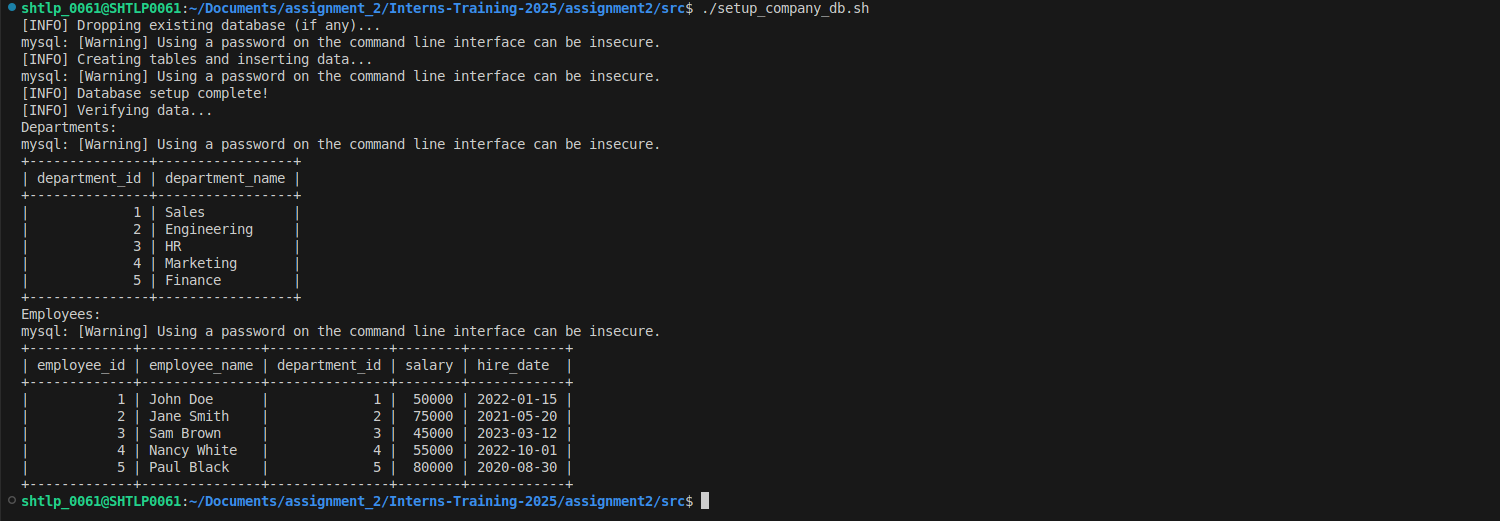 shtlp_0061@SHTLP0061:~/Documents/assignment_2/Interns-Training-2025/assignment2/src$ ./setup_company_db.sh
[INFO] Dropping existing database (if any)...
mysql: [Warning] Using a password on the command line interface can be insecure.
[INFO] Creating tables and inserting data...
mysql: [Warning] Using a password on the command line interface can be insecure.
[INFO] Database setup complete!
[INFO] Verifying data...
Departments:
mysql: [Warning] Using a password on the command line interface can be insecure.
+---------------+-----------------+
| department_id | department_name |
+---------------+-----------------+
|             1 | Sales           |
|             2 | Engineering     |
|             3 | HR              |
|             4 | Marketing       |
|             5 | Finance         |
+---------------+-----------------+
Employees:
mysql: [Warning] Using a password on the command line interface can be insecure.
+-------------+---------------+---------------+--------+------------+
| employee_id | employee_name | department_id | salary | hire_date  |
+-------------+---------------+---------------+--------+------------+
|           1 | John Doe      |             1 |  50000 | 2022-01-15 |
|           2 | Jane Smith    |             2 |  75000 | 2021-05-20 |
|           3 | Sam Brown     |             3 |  45000 | 2023-03-12 |
|           4 | Nancy White   |             4 |  55000 | 2022-10-01 |
|           5 | Paul Black    |             5 |  80000 | 2020-08-30 |
+-------------+---------------+---------------+--------+------------+
shtlp_0061@SHTLP0061:~/Documents/assignment_2/Interns-Training-2025/assignment2/src$